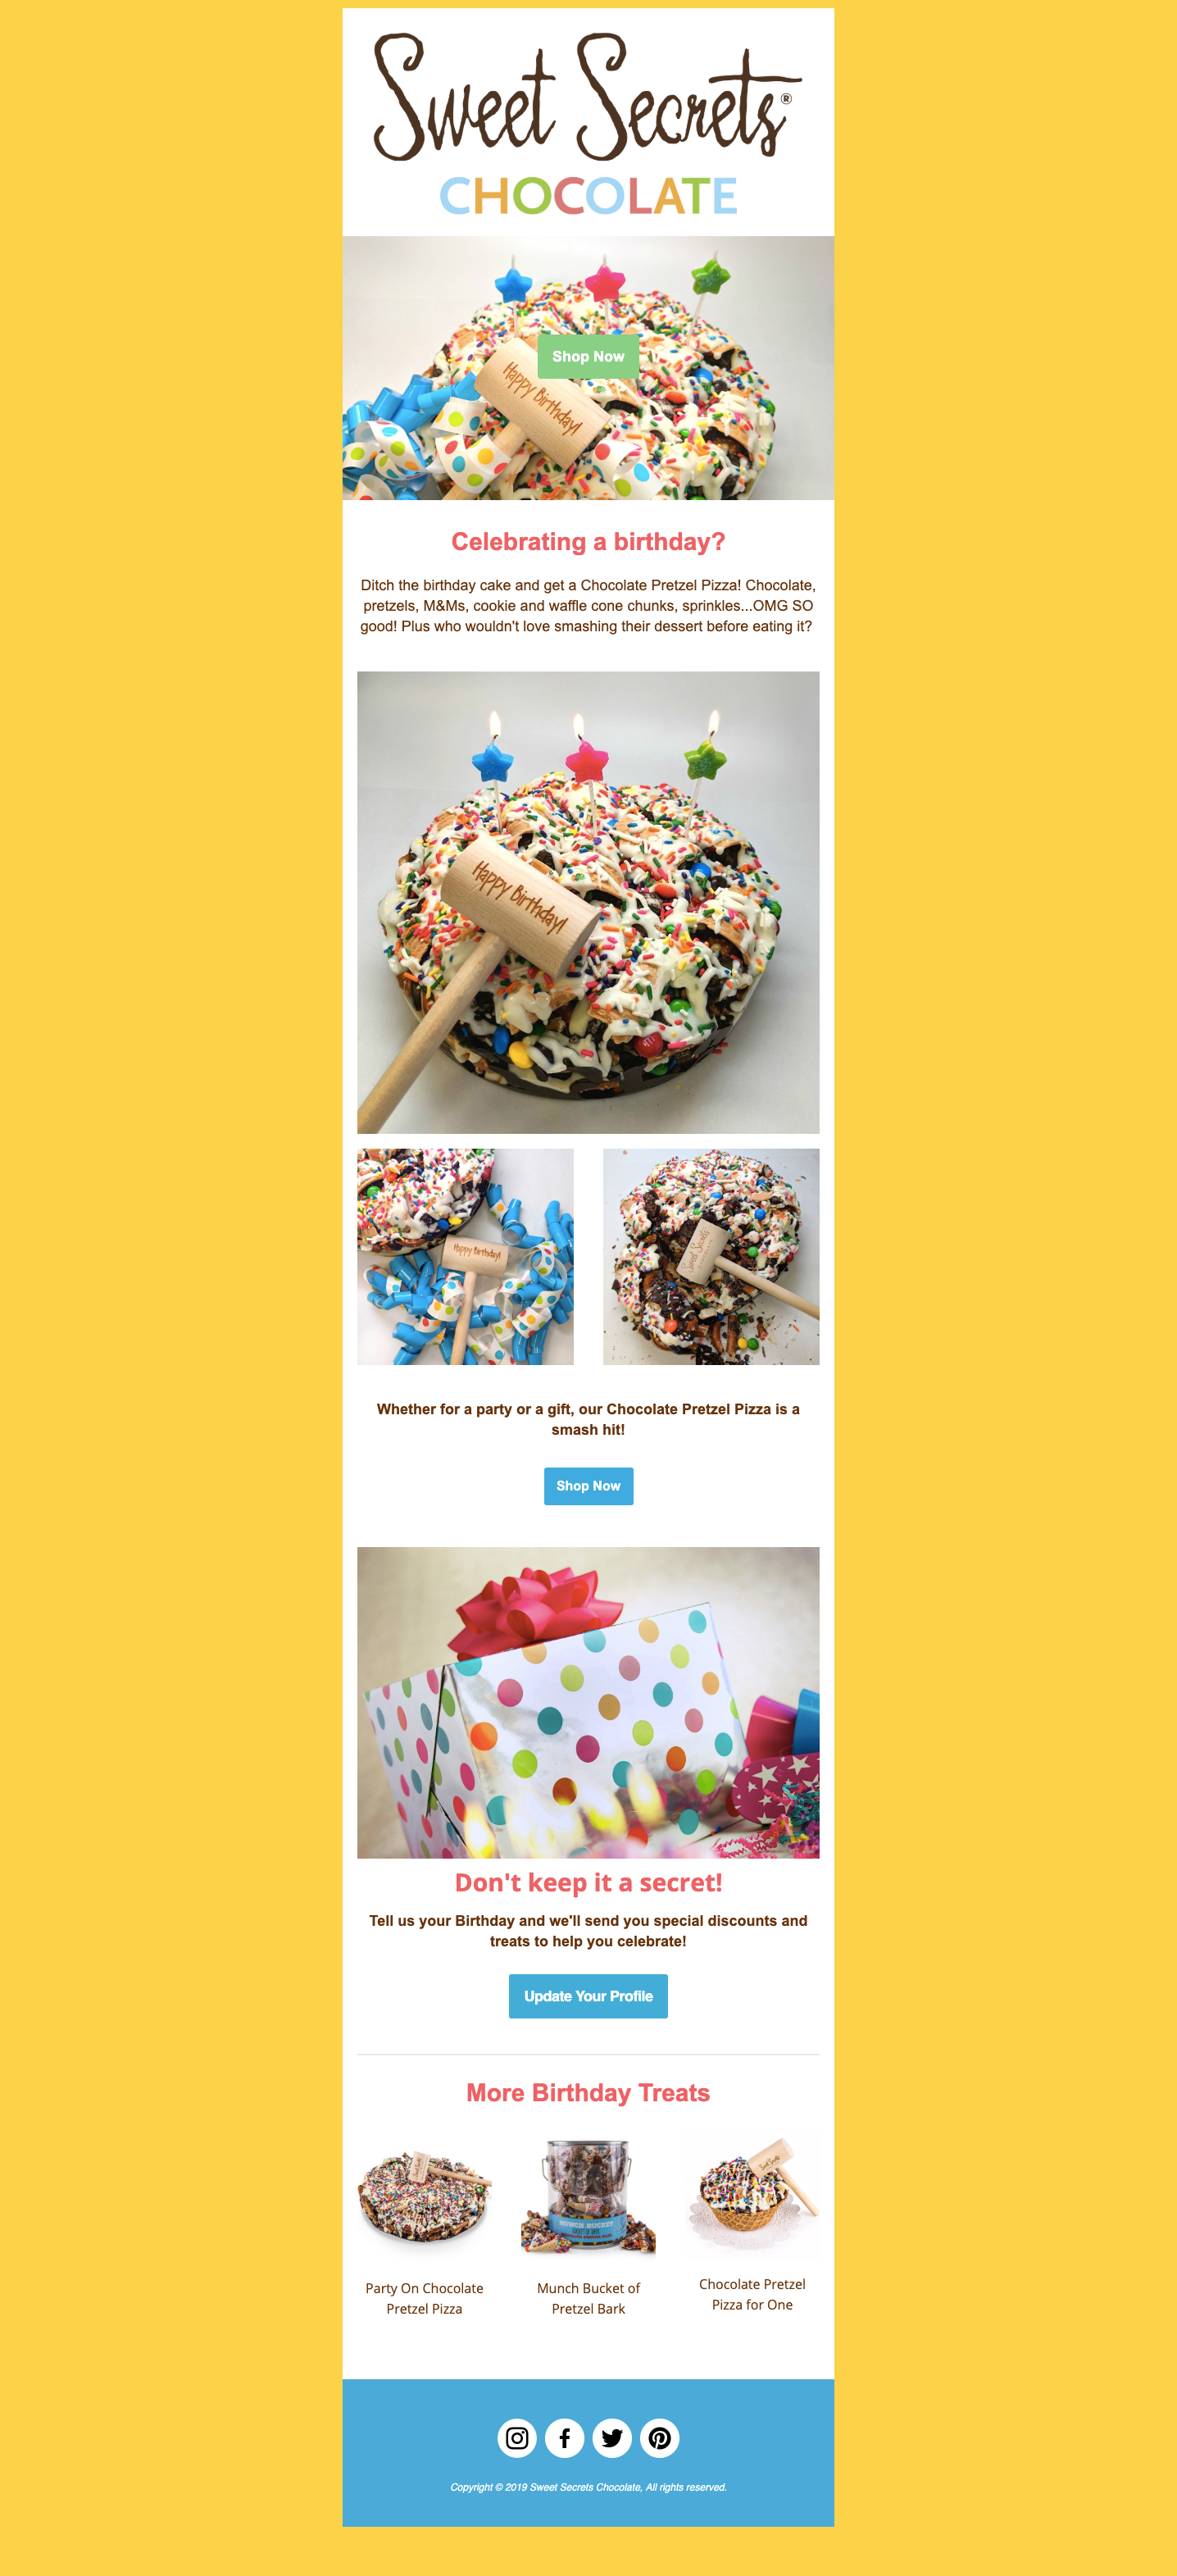 Sweet Secrets®
CHOCOLATE
Shop Now
Happy Birthday!
Celebrating a birthday?
Ditch the birthday cake and get a Chocolate Pretzel Pizza! Chocolate,
pretzels, M&Ms, cookie and waffle cone chunks, sprinkles...OMG SO
good! Plus who wouldn't love smashing their dessert before eating it?
Happy Birthday!
Happy Birthday!
Sweet Secrets
Whether for a party or a gift, our Chocolate Pretzel Pizza is a
smash hit!
Shop Now
Don't keep it a secret!
Tell us your Birthday and we'll send you special discounts and
treats to help you celebrate!
Update Your Profile
More Birthday Treats
MUNCH BUCKET
Party On Chocolate
Pretzel Pizza
Munch Bucket of
Pretzel Bark
Chocolate Pretzel
Pizza for One
Copyright © 2019 Sweet Secrets Chocolate, All rights reserved.